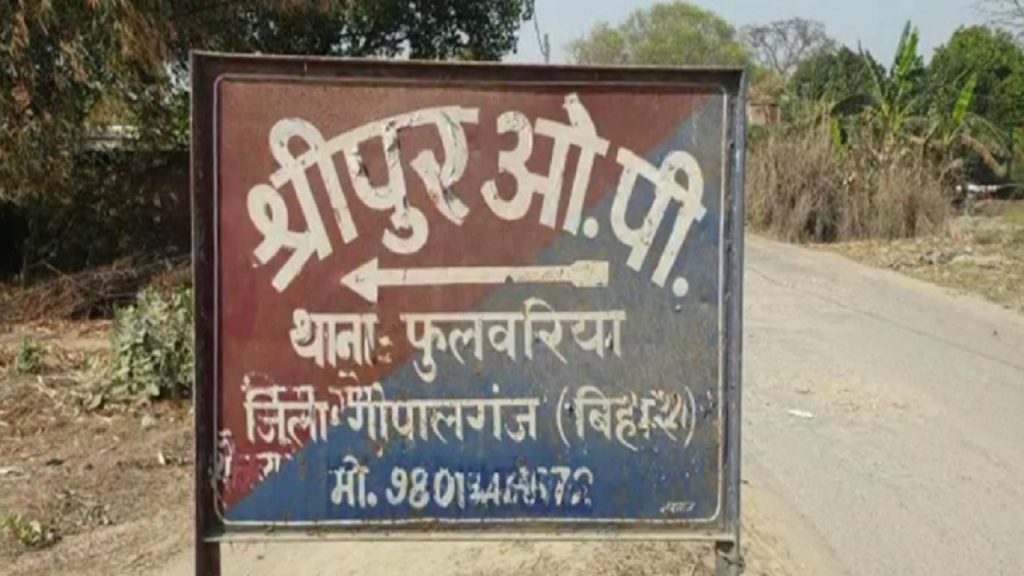 श्रीपुर ओ. पी.
थाना- फुलवरिया
जिला- गोपालगंज (बिहार)
मो.